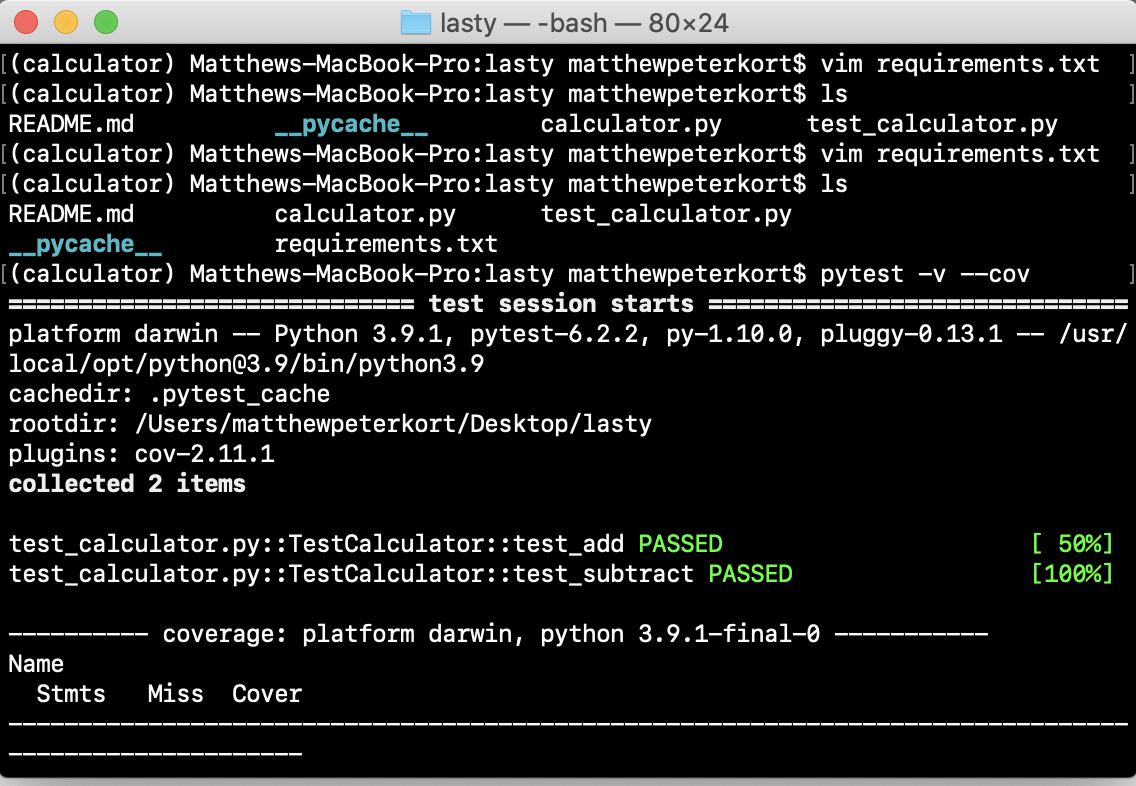 lasty — -bash — 80×24
[(calculator) Matthews-MacBook-Pro:lasty matthewpeterkort$ vim requirements.txt ]
[(calculator) Matthews-MacBook-Pro:lasty matthewpeterkort$ ls ]
README.md __pycache__ calculator.py test_calculator.py
[(calculator) Matthews-MacBook-Pro:lasty matthewpeterkort$ vim requirements.txt ]
[(calculator) Matthews-MacBook-Pro:lasty matthewpeterkort$ ls ]
README.md calculator.py test_calculator.py
__pycache__ requirements.txt
[(calculator) Matthews-MacBook-Pro:lasty matthewpeterkort$ pytest -v --cov ]
============================= test session starts ==============================
platform darwin -- Python 3.9.1, pytest-6.2.2, py-1.10.0, pluggy-0.13.1 -- /usr/
local/opt/python@3.9/bin/python3.9
cachedir: .pytest_cache
rootdir: /Users/matthewpeterkort/Desktop/lasty
plugins: cov-2.11.1
collected 2 items
test_calculator.py::TestCalculator::test_add PASSED [ 50%]
test_calculator.py::TestCalculator::test_subtract PASSED [100%]
---------- coverage: platform darwin, python 3.9.1-final-0 -----------
Name
Stmts Miss Cover
--------------------------------------------------------------------------------
---------------------